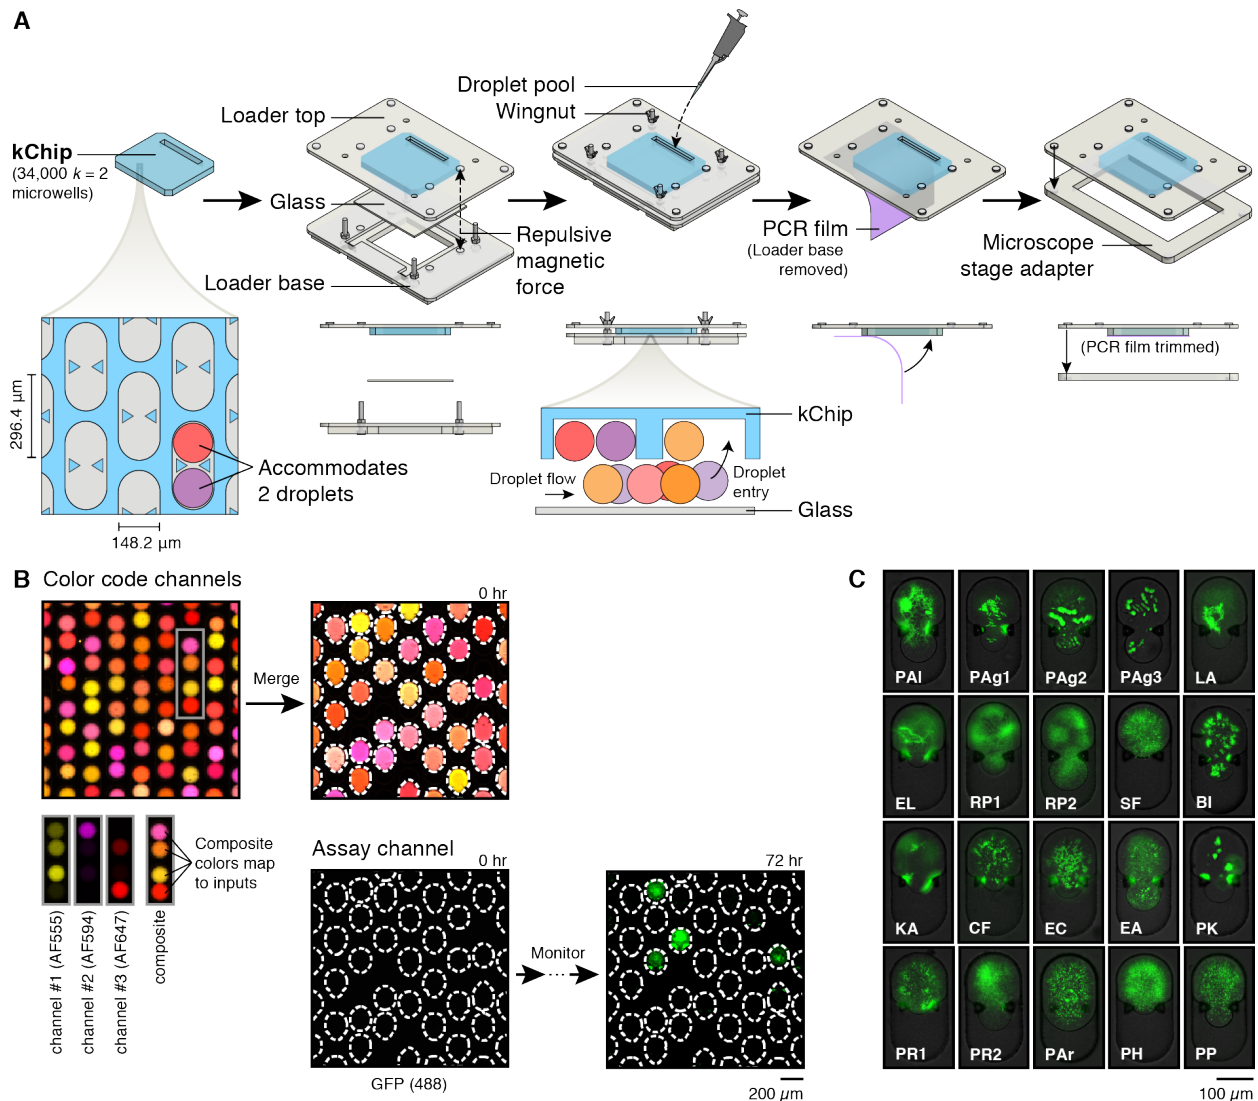 A
kChip
(34,000 k = 2
microwells)
Loader top
Glass
Loader base
Repulsive
magnetic
force
Droplet pool
Wingnut
PCR film
(Loader base
removed)
Microscope
stage adapter
296.4 µm
148.2 µm
Accommodates
2 droplets
kChip
Droplet flow
Droplet
entry
Glass
(PCR film trimmed)
B
Color code channels
0 hr
Merge
Composite
colors map
to inputs
channel #1 (AF555)
channel #2 (AF594)
channel #3 (AF647)
composite
Assay channel
0 hr
72 hr
Monitor
GFP (488)
200 µm
C
PAl PAg1 PAg2 PAg3 LA
EL RP1 RP2 SF BI
KA CF EC EA PK
PR1 PR2 PAr PH PP
100 µm